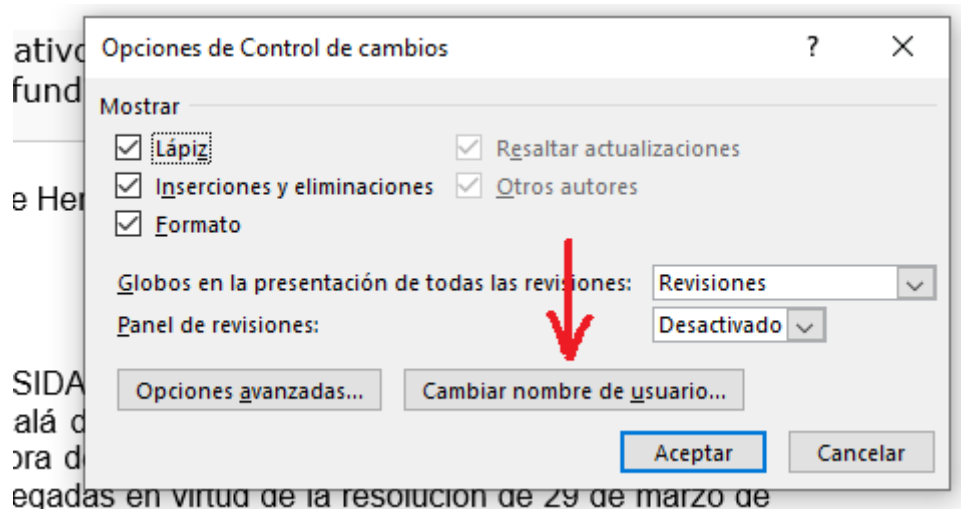 ativo
Opciones de Control de cambios ? ×
fund
Mostrar
Lápiz Resaltar actualizaciones
Inserciones y eliminaciones Otros autores
e Her
Formato
Globos en la presentación de todas las revisiones: Revisiones
Panel de revisiones: Desactivado
SIDA
Opciones avanzadas... Cambiar nombre de usuario...
alá d
ora de
Aceptar Cancelar
egadas en virtud de la resolución de 29 de marzo de